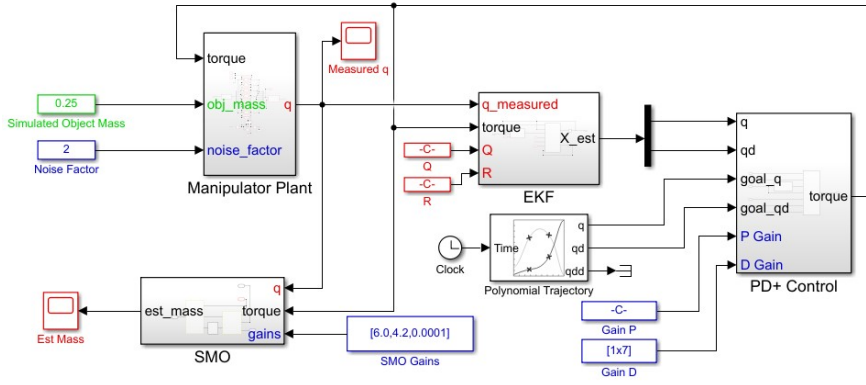 torque
obj_mass
noise_factor
q
Manipulator Plant
0.25
Simulated Object Mass
2
Noise Factor
Measured q
q_measured
torque
Q
R
X_est
EKF
-C-
Q
-C-
R
q
qd
goal_q
goal_qd
P Gain
D Gain
torque
PD+ Control
Clock
Time
q
qd
qdd
Polynomial Trajectory
-C-
Gain P
[1x7]
Gain D
est_mass
q
torque
gains
SMO
Est Mass
[6.0,4.2,0.0001]
SMO Gains